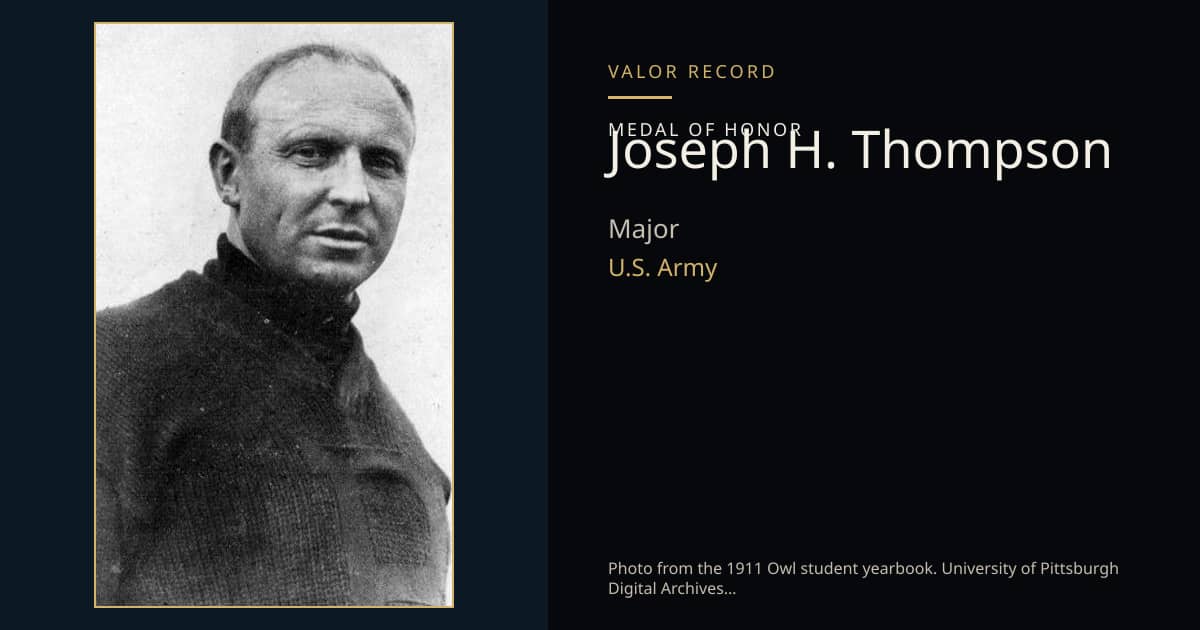 VALOR RECORD
MEDAL OF HONOR
Joseph H. Thompson
Major
U.S. Army
Photo from the 1911 Owl student yearbook. University of Pittsburgh
Digital Archives...